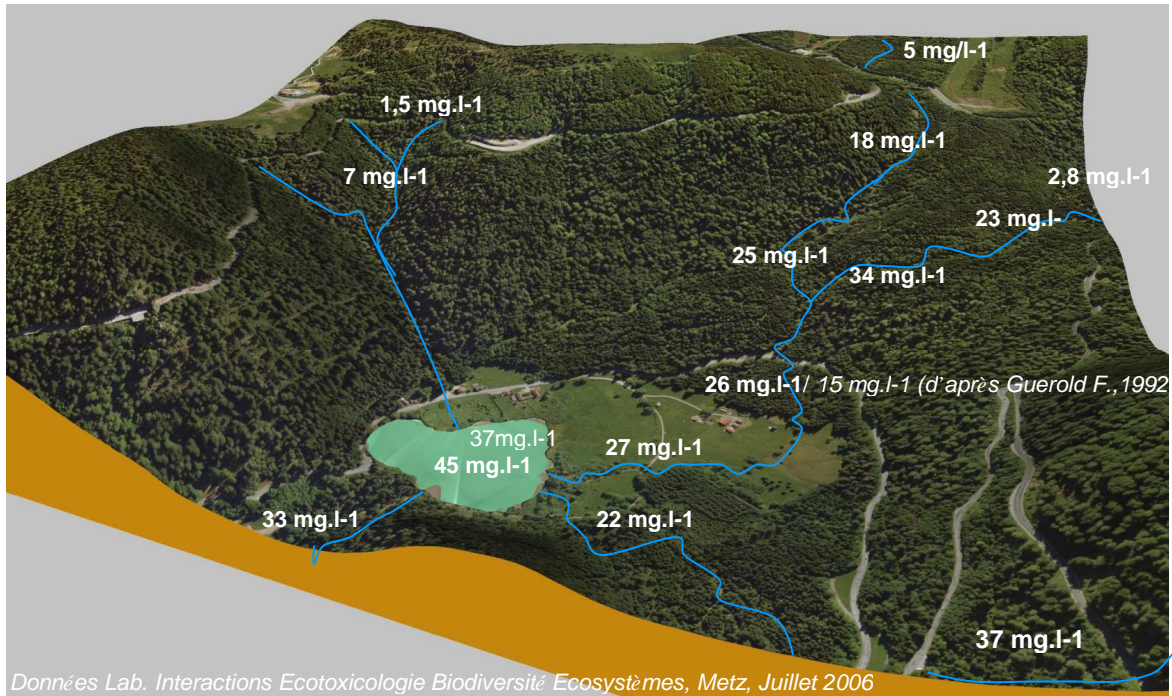 5 mg/l-1
1,5 mg.l-1
18 mg.l-1
7 mg.l-1
2,8 mg.l-1
23 mg.l-
25 mg.l-1
34 mg.l-1
26 mg.l-1/ 15 mg.l-1 (d'après Guerold F.,1992
37mg.l-1
27 mg.l-1
45 mg.l-1
33 mg.l-1
22 mg.l-1
37 mg.l-1
Données Lab. Interactions Ecotoxicologie Biodiversité Ecosystèmes, Metz, Juillet 2006